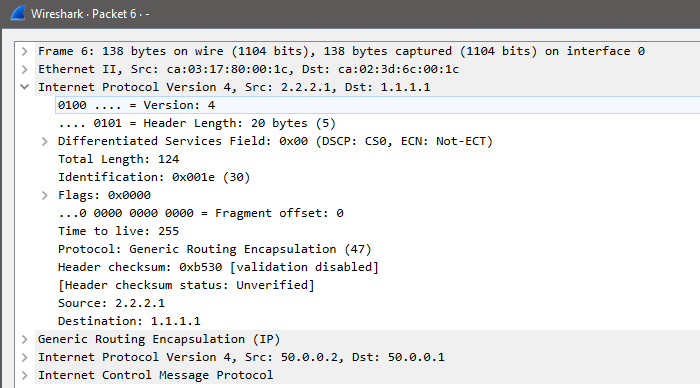 Wireshark · Packet 6 · -
Frame 6: 138 bytes on wire (1104 bits), 138 bytes captured (1104 bits) on interface 0
Ethernet II, Src: ca:03:17:80:00:1c, Dst: ca:02:3d:6c:00:1c
Internet Protocol Version 4, Src: 2.2.2.1, Dst: 1.1.1.1
0100 .... = Version: 4
.... 0101 = Header Length: 20 bytes (5)
Differentiated Services Field: 0x00 (DSCP: CS0, ECN: Not-ECT)
Total Length: 124
Identification: 0x001e (30)
Flags: 0x0000
...0 0000 0000 0000 = Fragment offset: 0
Time to live: 255
Protocol: Generic Routing Encapsulation (47)
Header checksum: 0xb530 [validation disabled]
[Header checksum status: Unverified]
Source: 2.2.2.1
Destination: 1.1.1.1
Generic Routing Encapsulation (IP)
Internet Protocol Version 4, Src: 50.0.0.2, Dst: 50.0.0.1
Internet Control Message Protocol